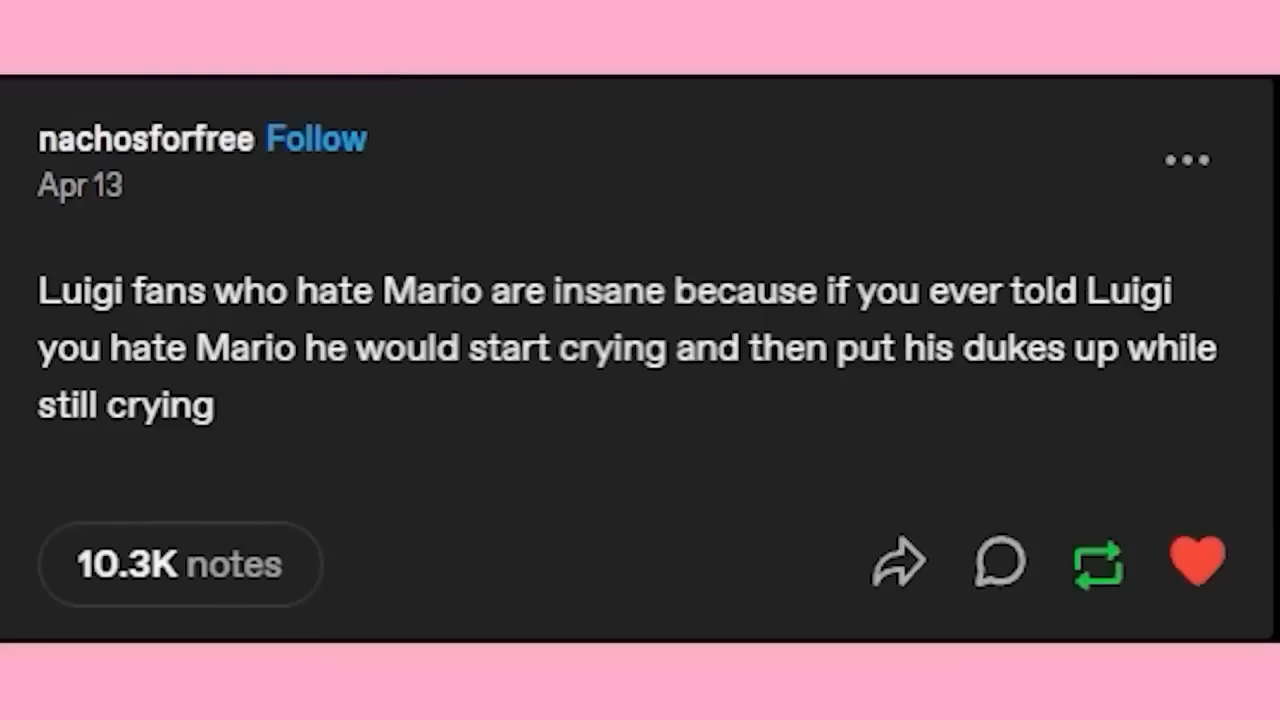 nachosforfree Follow
Apr 13
Luigi fans who hate Mario are insane because if you ever told Luigi
you hate Mario he would start crying and then put his dukes up while
still crying
10.3K notes